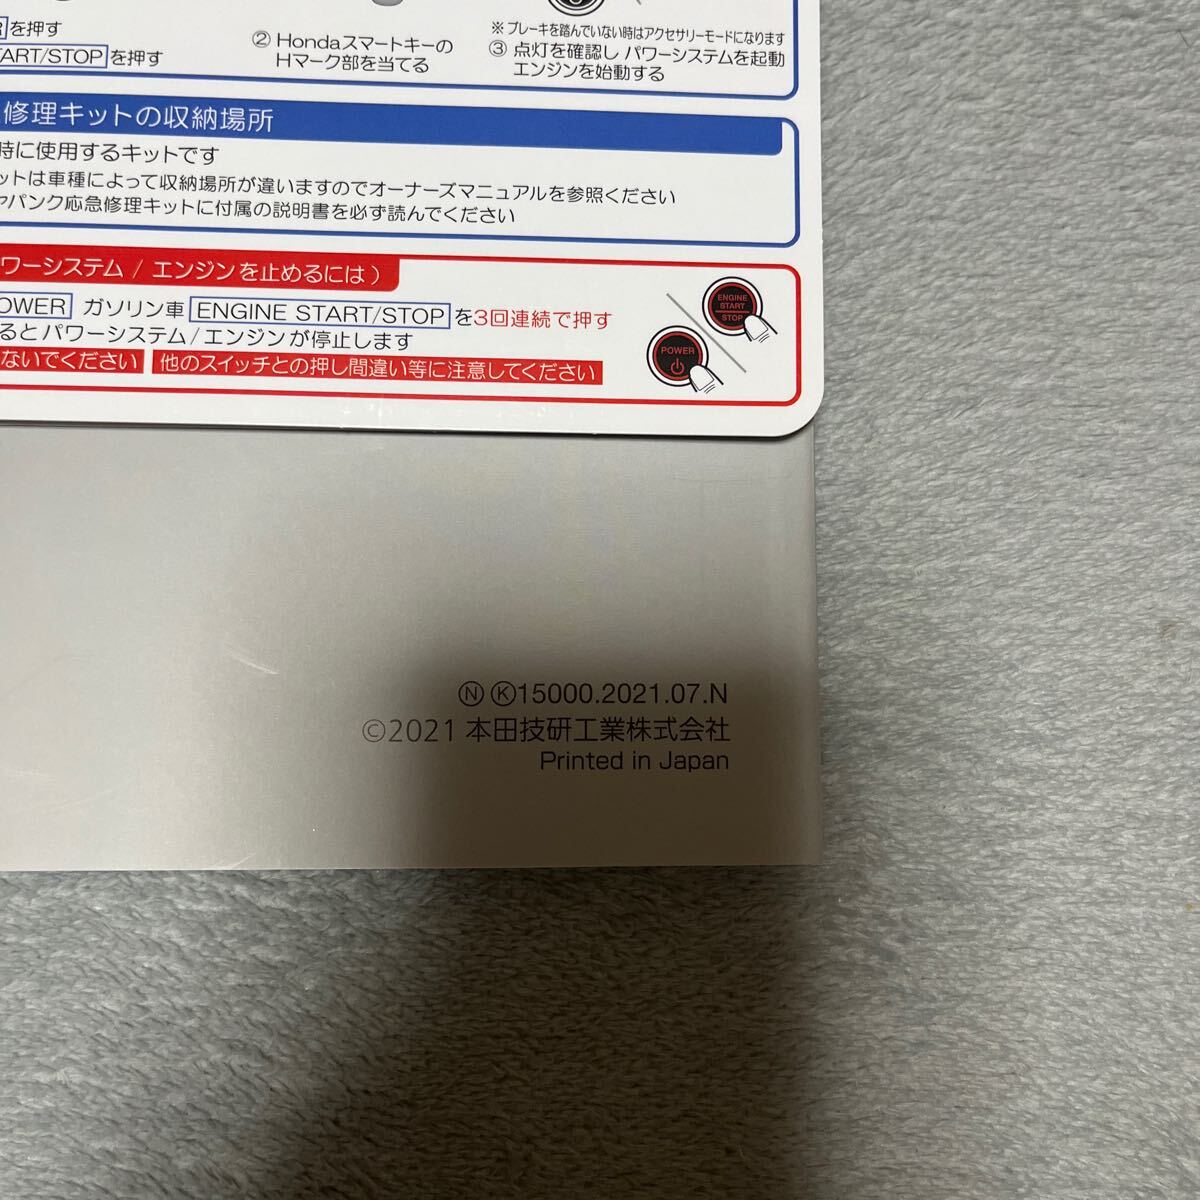 を押す
ART/STOP を押す
② Hondaスマートキーの
Hマーク部を当てる
※ ブレーキを踏んでいない時はアクセサリーモードになります
③ 点灯を確認し パワーシステムを起動
エンジンを始動する
修理キットの収納場所
時に使用するキットです
ットは車種によって収納場所が違いますのでオーナーズマニュアルを参照ください
ヤパンク応急修理キットに付属の説明書を必ず読んでください
ワーシステム / エンジンを止めるには)
POWER ガソリン車 ENGINE START/STOP を3回連続で押す
るとパワーシステム/エンジンが停止します
ないでください 他のスイッチとの押し間違い等に注意してください
ENGINE
START
STOP
POWER
Ⓝ Ⓚ15000.2021.07.N
©2021 本田技研工業株式会社
Printed in Japan